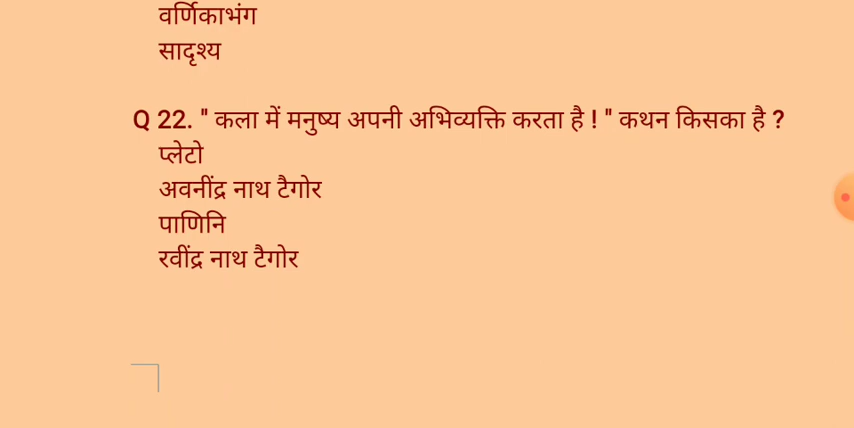 वर्णिकाभंग
सादृश्य
Q 22. " कला में मनुष्य अपनी अभिव्यक्ति करता है ! " कथन किसका है ?
प्लेटो
अवनींद्र नाथ टैगोर
पाणिनि
रवींद्र नाथ टैगोर